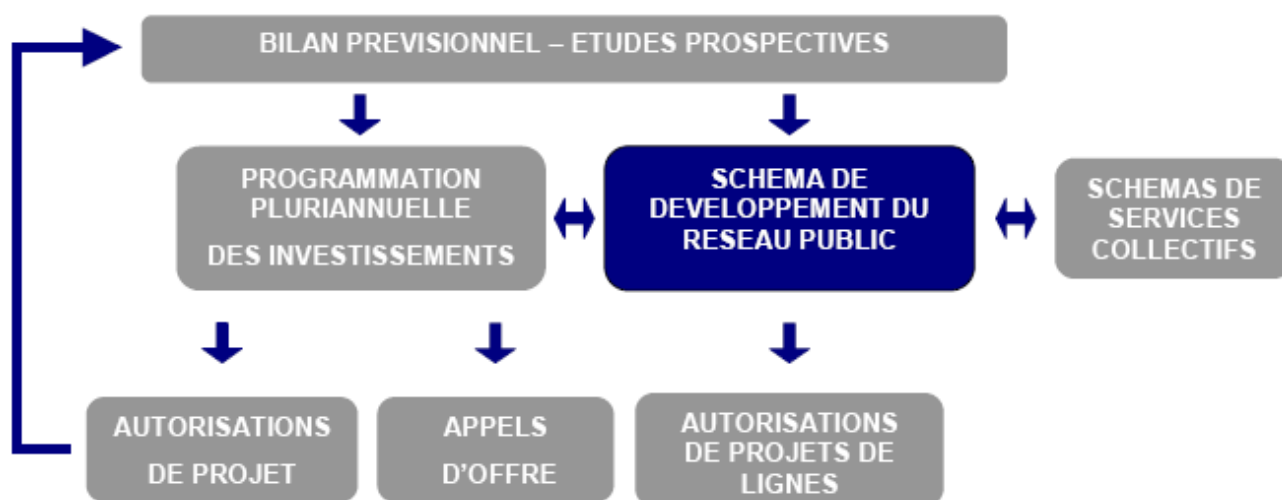 BILAN PREVISIONNEL – ETUDES PROSPECTIVES
PROGRAMMATION
PLURIANNUELLE
DES INVESTISSEMENTS
SCHEMA DE
DEVELOPPEMENT DU
RESEAU PUBLIC
SCHEMAS DE
SERVICES
COLLECTIFS
AUTORISATIONS
DE PROJET
APPELS
D’OFFRE
AUTORISATIONS
DE PROJETS DE
LIGNES